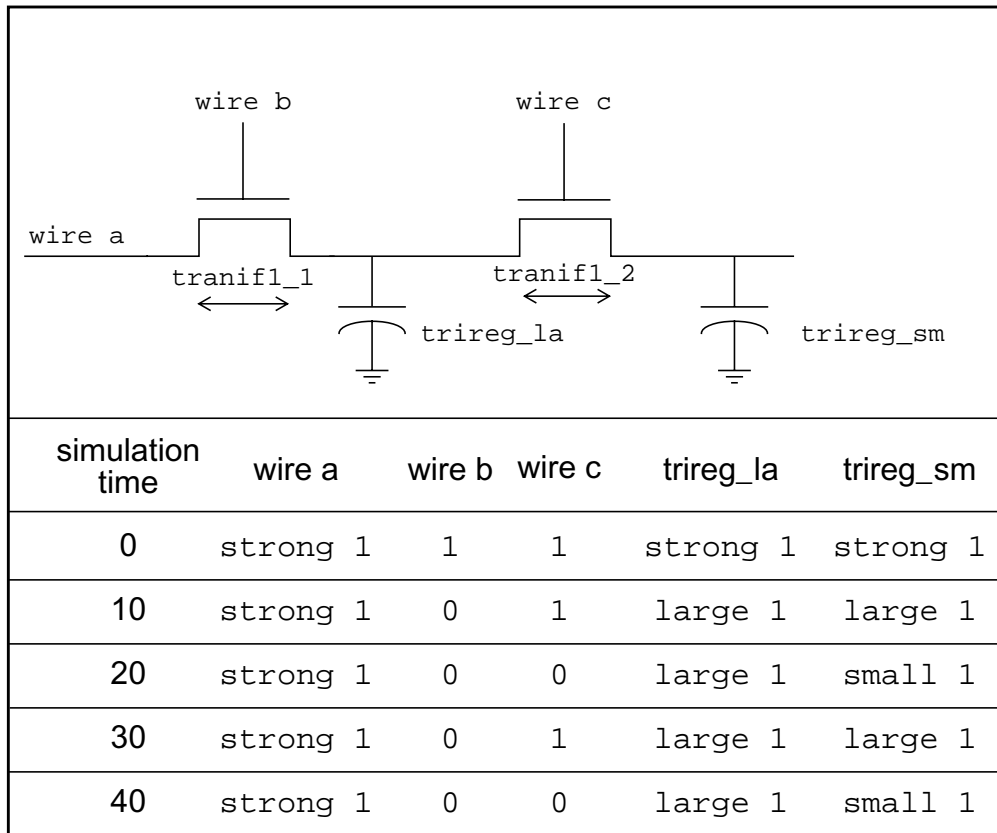 wire b wire c
wire a
tranif1_1 tranif1_2
trireg_la trireg_sm
simulation time wire a wire b wire c trireg_la trireg_sm
0 strong 1 1 1 strong 1 strong 1
10 strong 1 0 1 large 1 large 1
20 strong 1 0 0 large 1 small 1
30 strong 1 0 1 large 1 large 1
40 strong 1 0 0 large 1 small 1